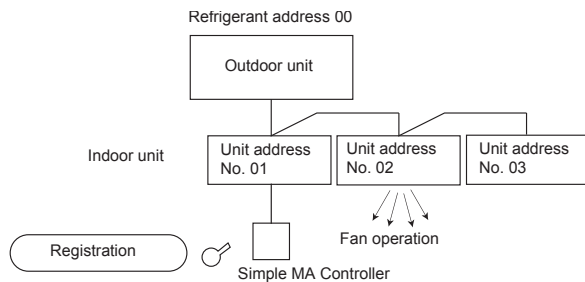 Refrigerant address 00
Outdoor unit
Indoor unit
Unit address
No. 01
Unit address
No. 02
Unit address
No. 03
Fan operation
Registration
Simple MA Controller